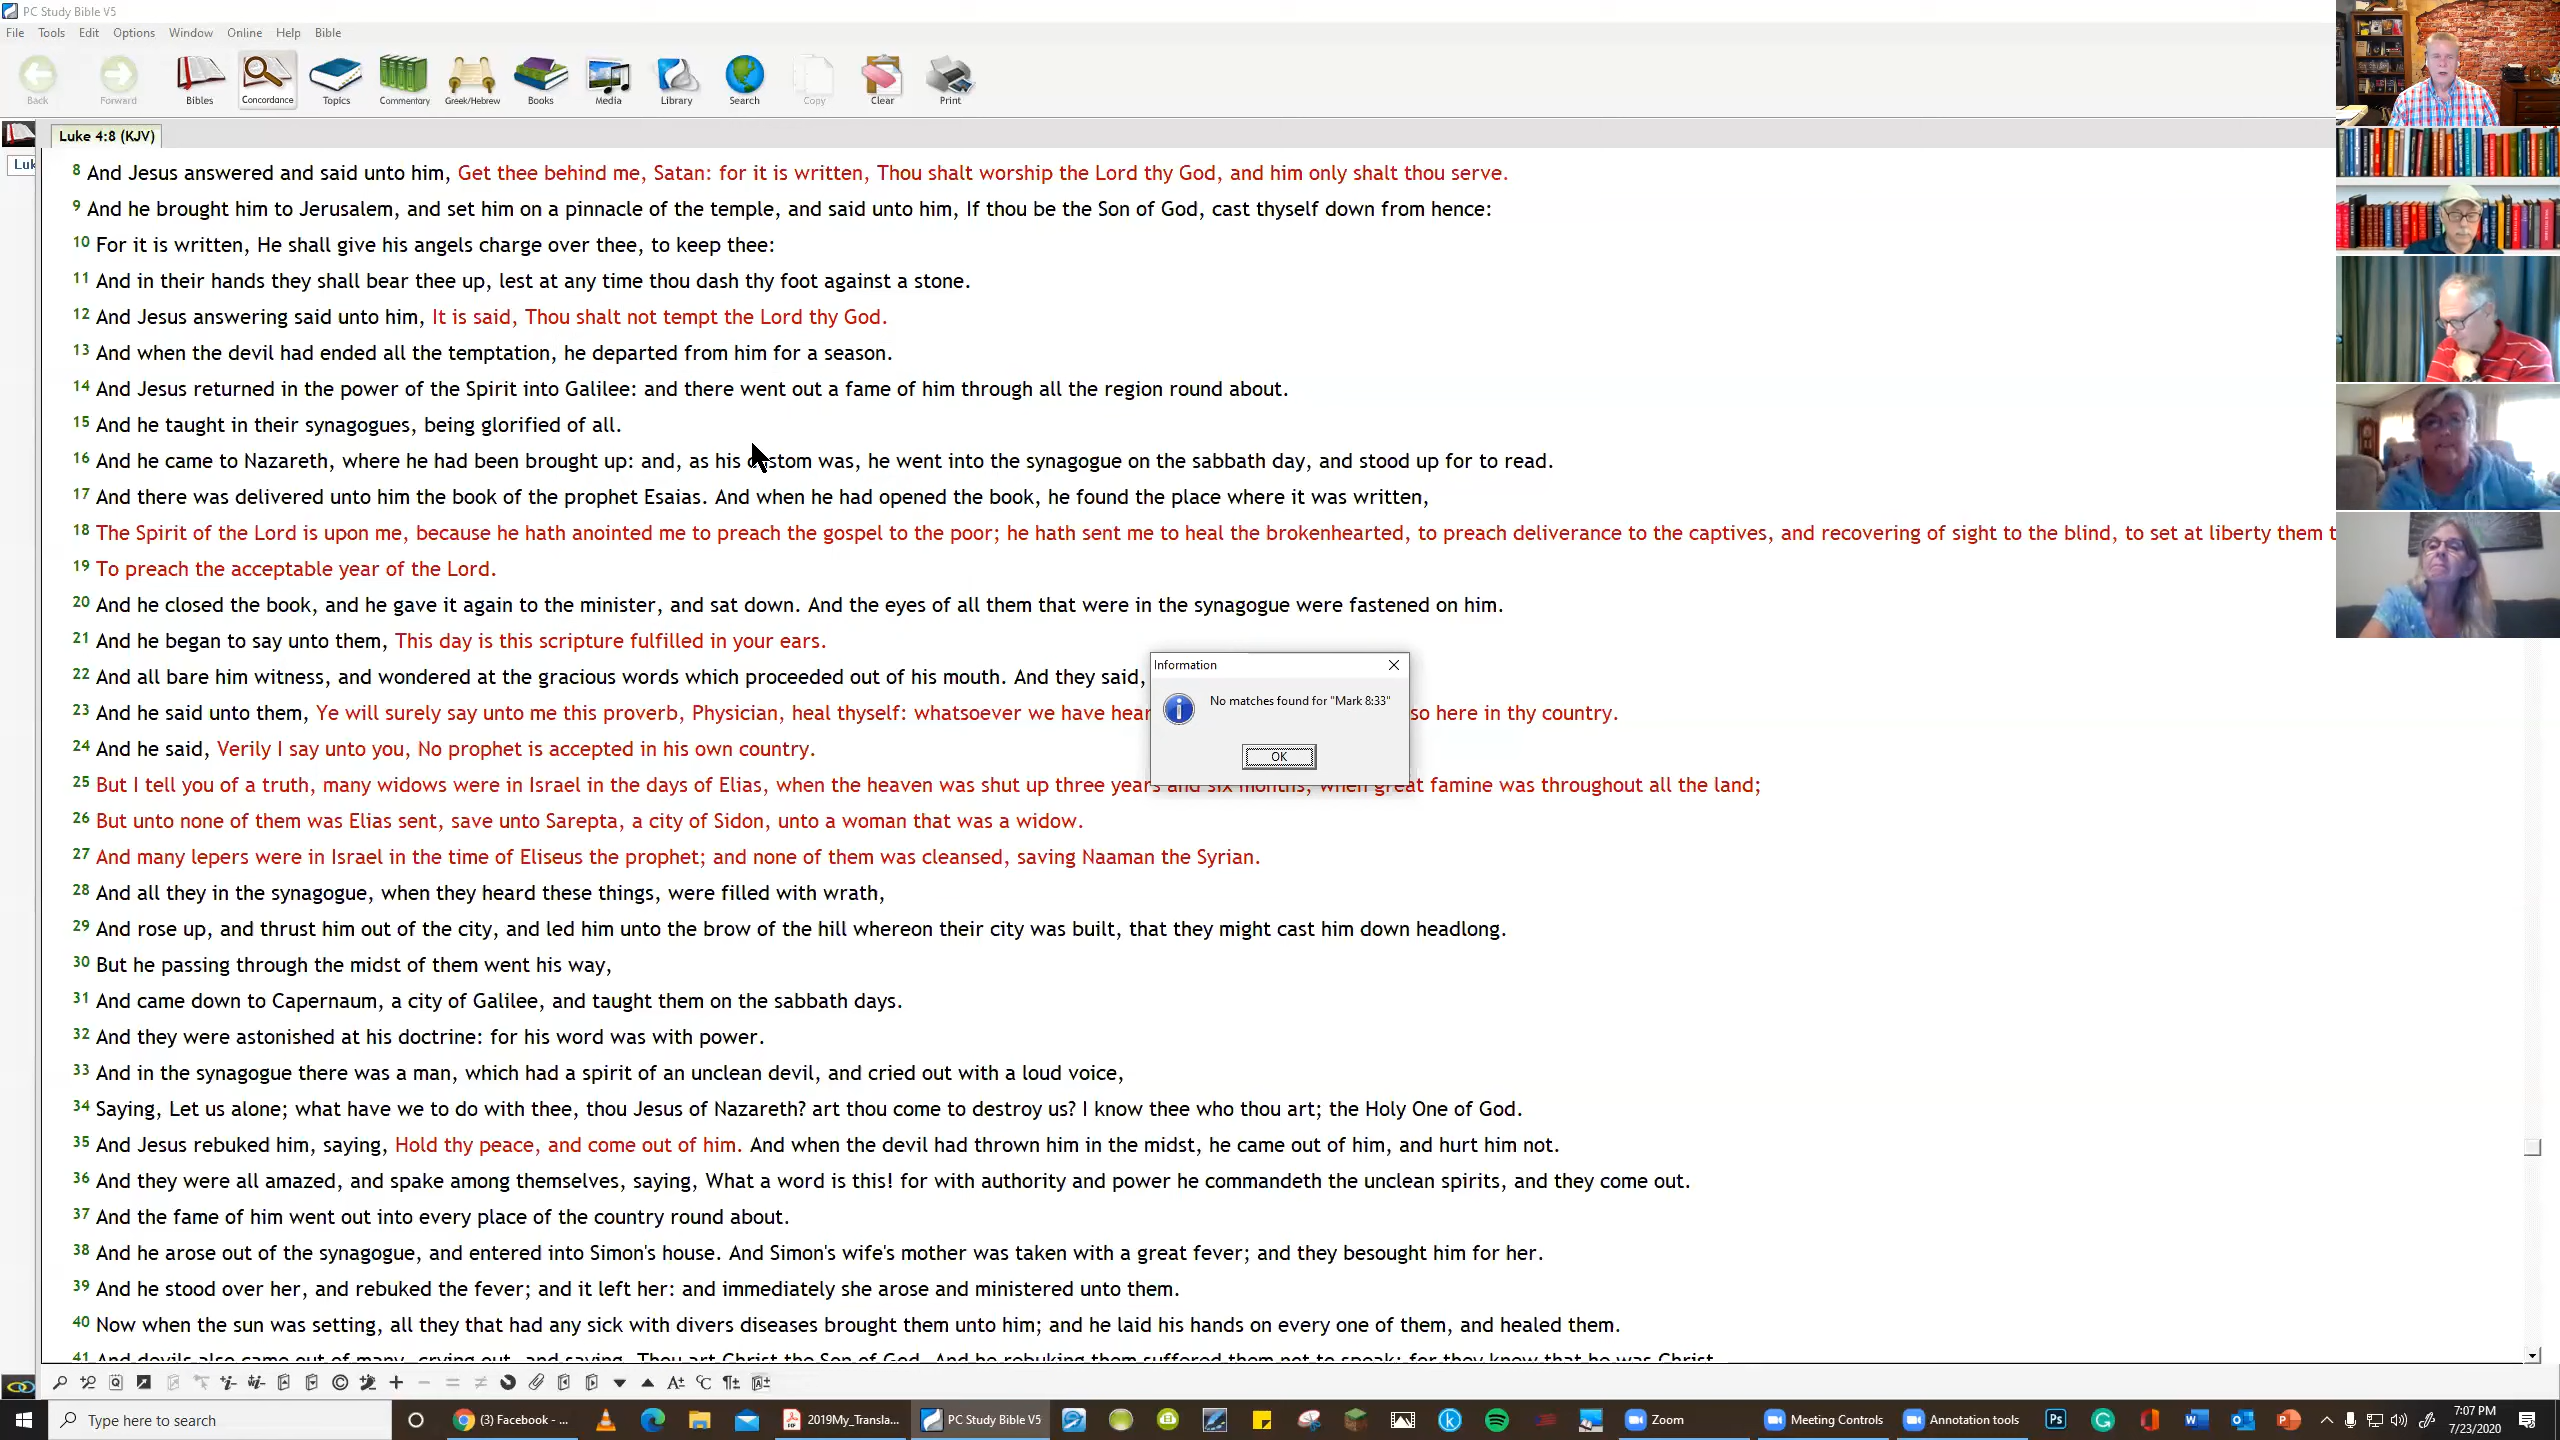 PC Study Bible V5
File Tools Edit Options Window Online Help Bible
Back Forward Bibles Concordance Topics Commentary Greek/Hebrew Books Media Library Search Copy Clear Print
Luke 4:8 (KJV)
Luk
8 And Jesus answered and said unto him, Get thee behind me, Satan: for it is written, Thou shalt worship the Lord thy God, and him only shalt thou serve.
9 And he brought him to Jerusalem, and set him on a pinnacle of the temple, and said unto him, If thou be the Son of God, cast thyself down from hence:
10 For it is written, He shall give his angels charge over thee, to keep thee:
11 And in their hands they shall bear thee up, lest at any time thou dash thy foot against a stone.
12 And Jesus answering said unto him, It is said, Thou shalt not tempt the Lord thy God.
13 And when the devil had ended all the temptation, he departed from him for a season.
14 And Jesus returned in the power of the Spirit into Galilee: and there went out a fame of him through all the region round about.
15 And he taught in their synagogues, being glorified of all.
16 And he came to Nazareth, where he had been brought up: and, as his custom was, he went into the synagogue on the sabbath day, and stood up for to read.
17 And there was delivered unto him the book of the prophet Esaias. And when he had opened the book, he found the place where it was written,
18 The Spirit of the Lord is upon me, because he hath anointed me to preach the gospel to the poor; he hath sent me to heal the brokenhearted, to preach deliverance to the captives, and recovering of sight to the blind, to set at liberty them t
19 To preach the acceptable year of the Lord.
20 And he closed the book, and he gave it again to the minister, and sat down. And the eyes of all them that were in the synagogue were fastened on him.
21 And he began to say unto them, This day is this scripture fulfilled in your ears.
22 And all bare him witness, and wondered at the gracious words which proceeded out of his mouth. And they said,
23 And he said unto them, Ye will surely say unto me this proverb, Physician, heal thyself: whatsoever we have hear so here in thy country.
24 And he said, Verily I say unto you, No prophet is accepted in his own country.
25 But I tell you of a truth, many widows were in Israel in the days of Elias, when the heaven was shut up three years and six months, when great famine was throughout all the land;
26 But unto none of them was Elias sent, save unto Sarepta, a city of Sidon, unto a woman that was a widow.
27 And many lepers were in Israel in the time of Eliseus the prophet; and none of them was cleansed, saving Naaman the Syrian.
28 And all they in the synagogue, when they heard these things, were filled with wrath,
29 And rose up, and thrust him out of the city, and led him unto the brow of the hill whereon their city was built, that they might cast him down headlong.
30 But he passing through the midst of them went his way,
31 And came down to Capernaum, a city of Galilee, and taught them on the sabbath days.
32 And they were astonished at his doctrine: for his word was with power.
33 And in the synagogue there was a man, which had a spirit of an unclean devil, and cried out with a loud voice,
34 Saying, Let us alone; what have we to do with thee, thou Jesus of Nazareth? art thou come to destroy us? I know thee who thou art; the Holy One of God.
35 And Jesus rebuked him, saying, Hold thy peace, and come out of him. And when the devil had thrown him in the midst, he came out of him, and hurt him not.
36 And they were all amazed, and spake among themselves, saying, What a word is this! for with authority and power he commandeth the unclean spirits, and they come out.
37 And the fame of him went out into every place of the country round about.
38 And he arose out of the synagogue, and entered into Simon's house. And Simon's wife's mother was taken with a great fever; and they besought him for her.
39 And he stood over her, and rebuked the fever; and it left her: and immediately she arose and ministered unto them.
40 Now when the sun was setting, all they that had any sick with divers diseases brought them unto him; and he laid his hands on every one of them, and healed them.
41 And devils also came out of many, crying out, and saying, Thou art Christ the Son of God. And he rebuking them suffered them not to speak: for they knew that he was Christ.
Information
No matches found for "Mark 8:33"
OK
Type here to search
(3) Facebook - ...
2019My_Transla...
PC Study Bible V5
Zoom
Meeting Controls
Annotation tools
7:07 PM
7/23/2020